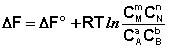 ΔF = ΔF° + RT ln C_M^m C_N^n / C_A^a C_B^b